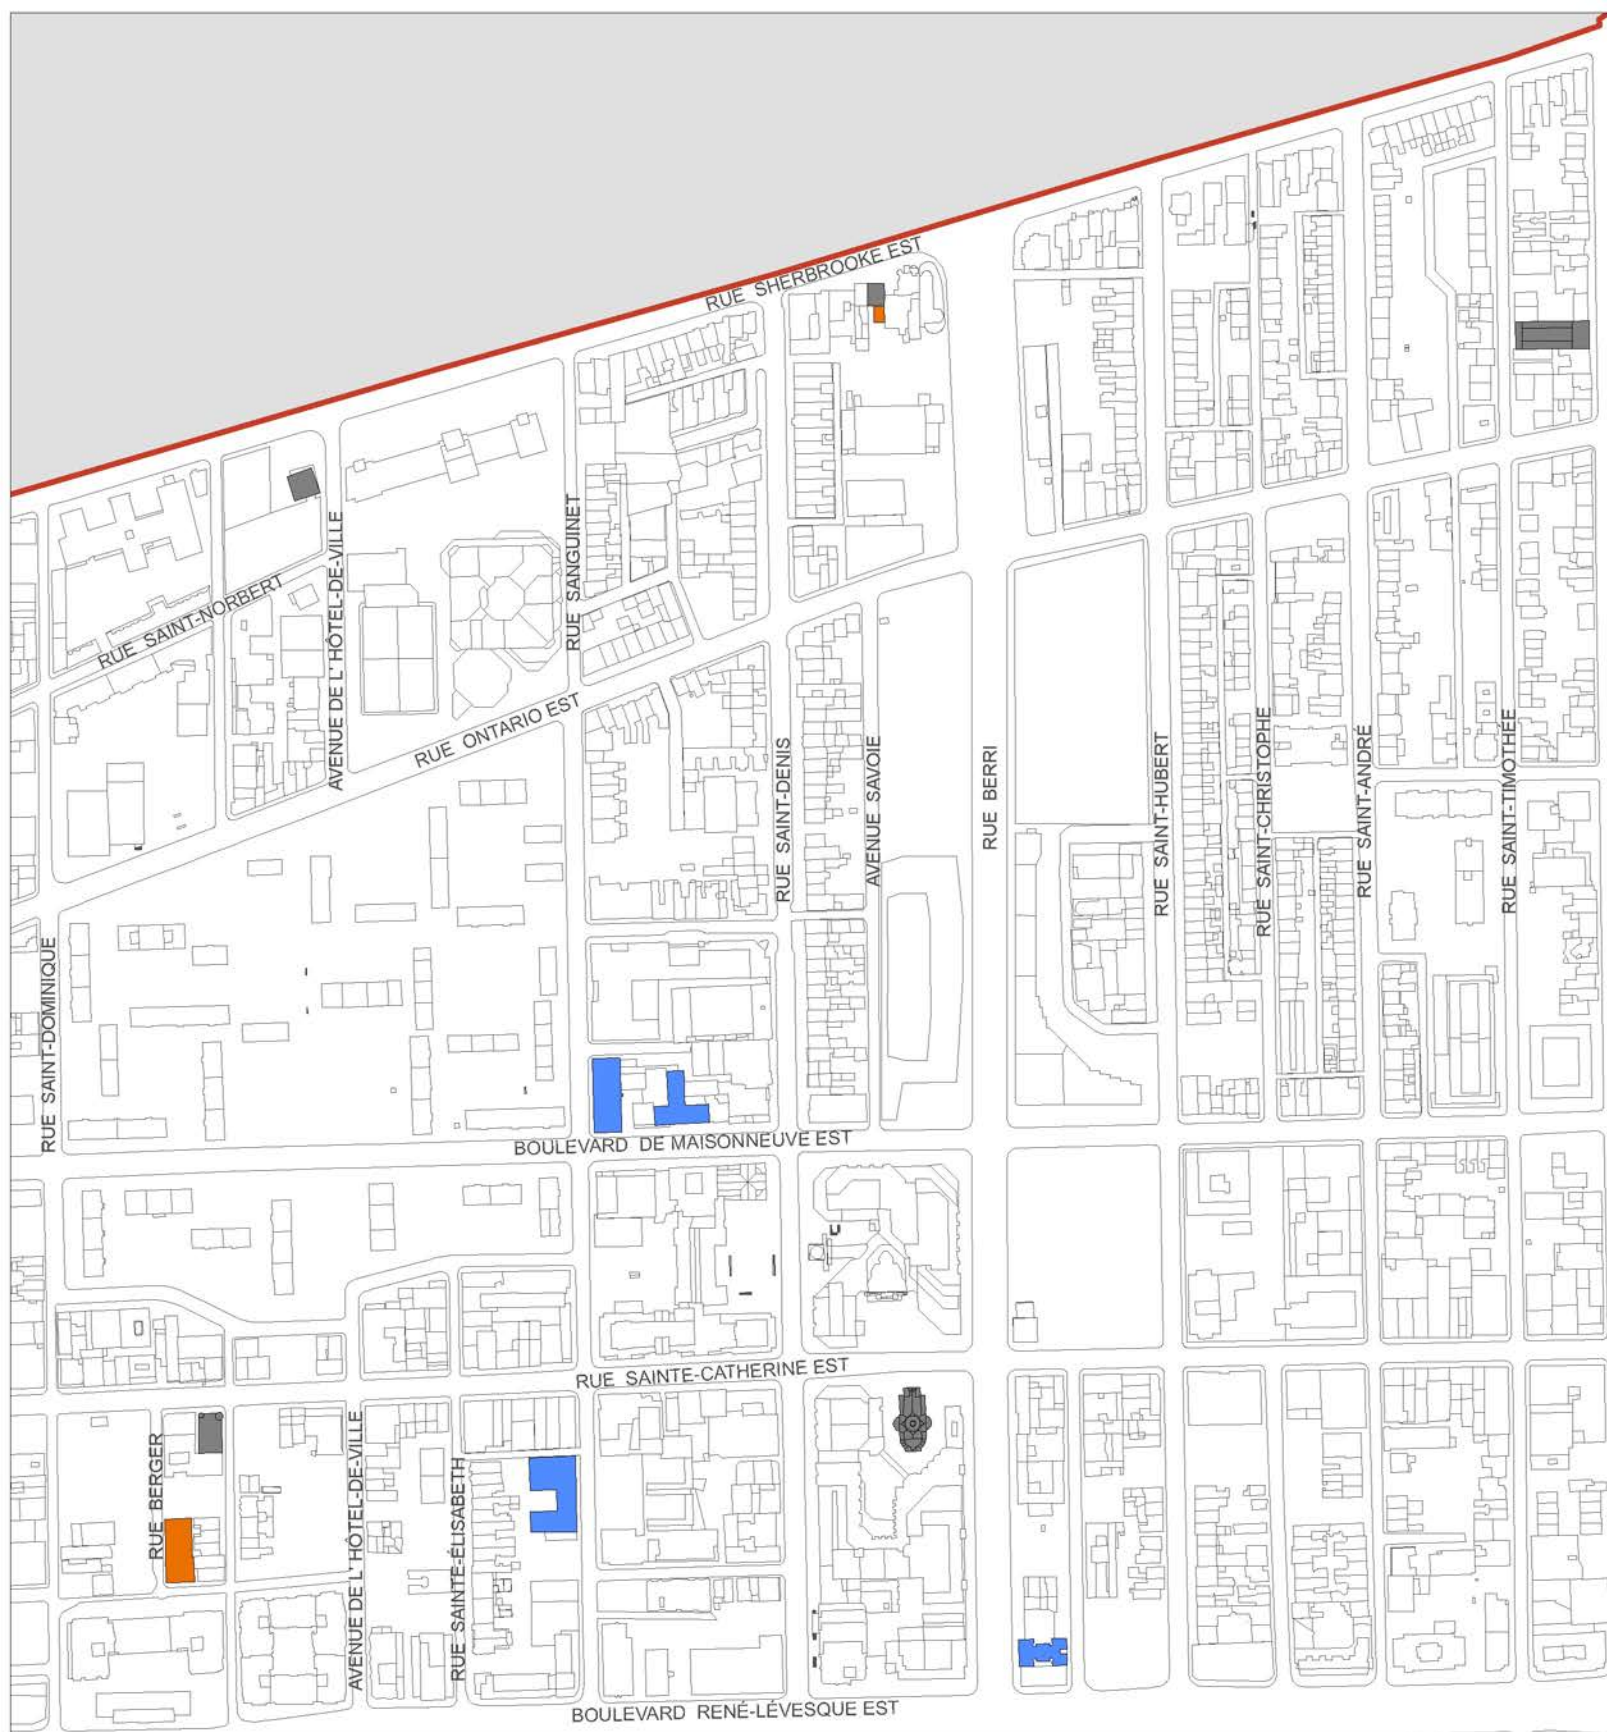 RUE SHERBROOKE EST
RUE SANGUINET
AVENUE DE L'HÔTEL-DE-VILLE
RUE SAINT-NORBERT
RUE ONTARIO EST
RUE SAINT-DENIS
AVENUE SAVOIE
RUE BERRI
RUE SAINT-HUBERT
RUE SAINT-CHRISTOPHE
RUE SAINT-ANDRÉ
RUE SAINT-TIMOTHÉE
RUE SAINT-DOMINIQUE
BOULEVARD DE MAISONNEUVE EST
RUE SAINTE-CATHERINE EST
RUE BERGER
AVENUE DE L'HÔTEL-DE-VILLE
RUE SAINTE-ÉLISABETH
BOULEVARD RENÉ-LÉVESQUE EST